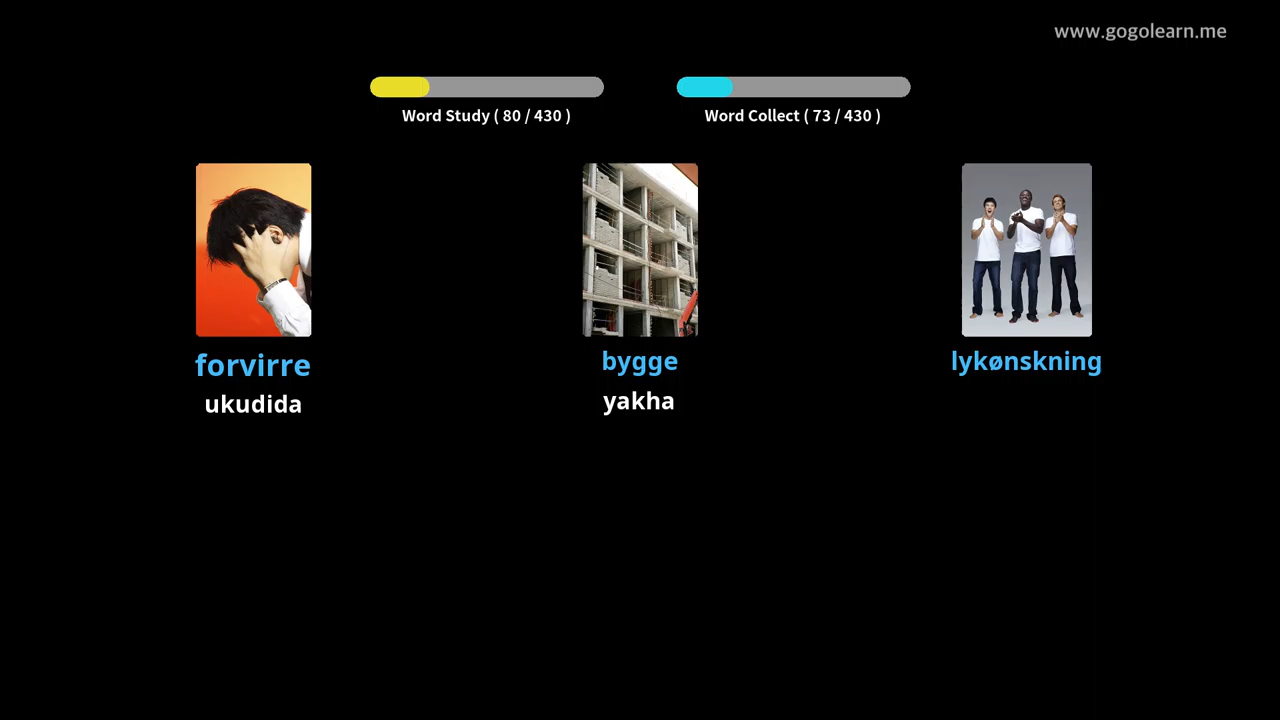 www.gogolearn.me
Word Study ( 80 / 430 )
Word Collect ( 73 / 430 )
forvirre
ukudida
bygge
yakha
lykønskning